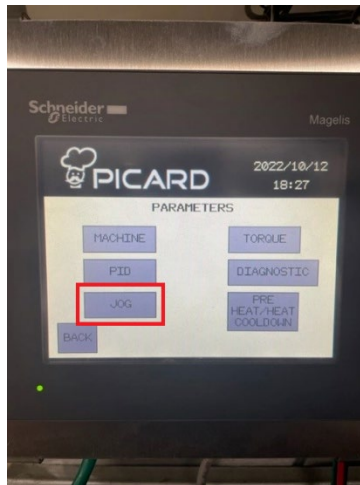 Schneider
Electric
Magelis
PICARD
2022/10/12
18:27
PARAMETERS
MACHINE
TORQUE
PID
DIAGNOSTIC
JOG
PRE
HEAT/HEAT
COOLDOWN
BACK